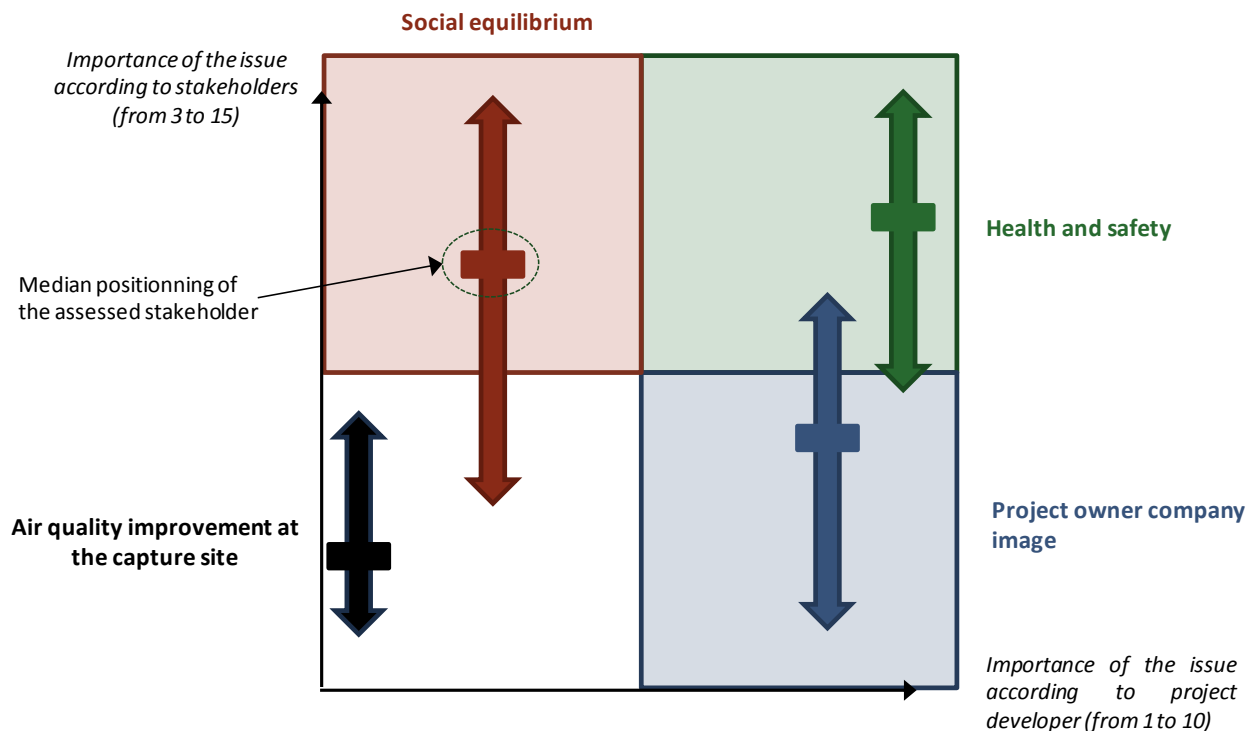 Social equilibrium
Importance of the issue
according to stakeholders
(from 3 to 15)
Health and safety
Median positionning of
the assessed stakeholder
Air quality improvement at
the capture site
Project owner company
image
Importance of the issue
according to project
developer (from 1 to 10)